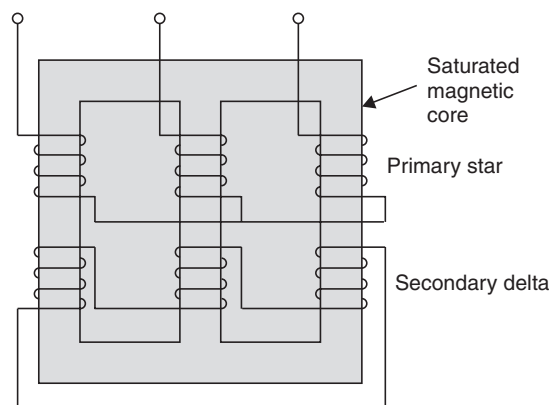 Saturated
magnetic
core
Primary star
Secondary delta